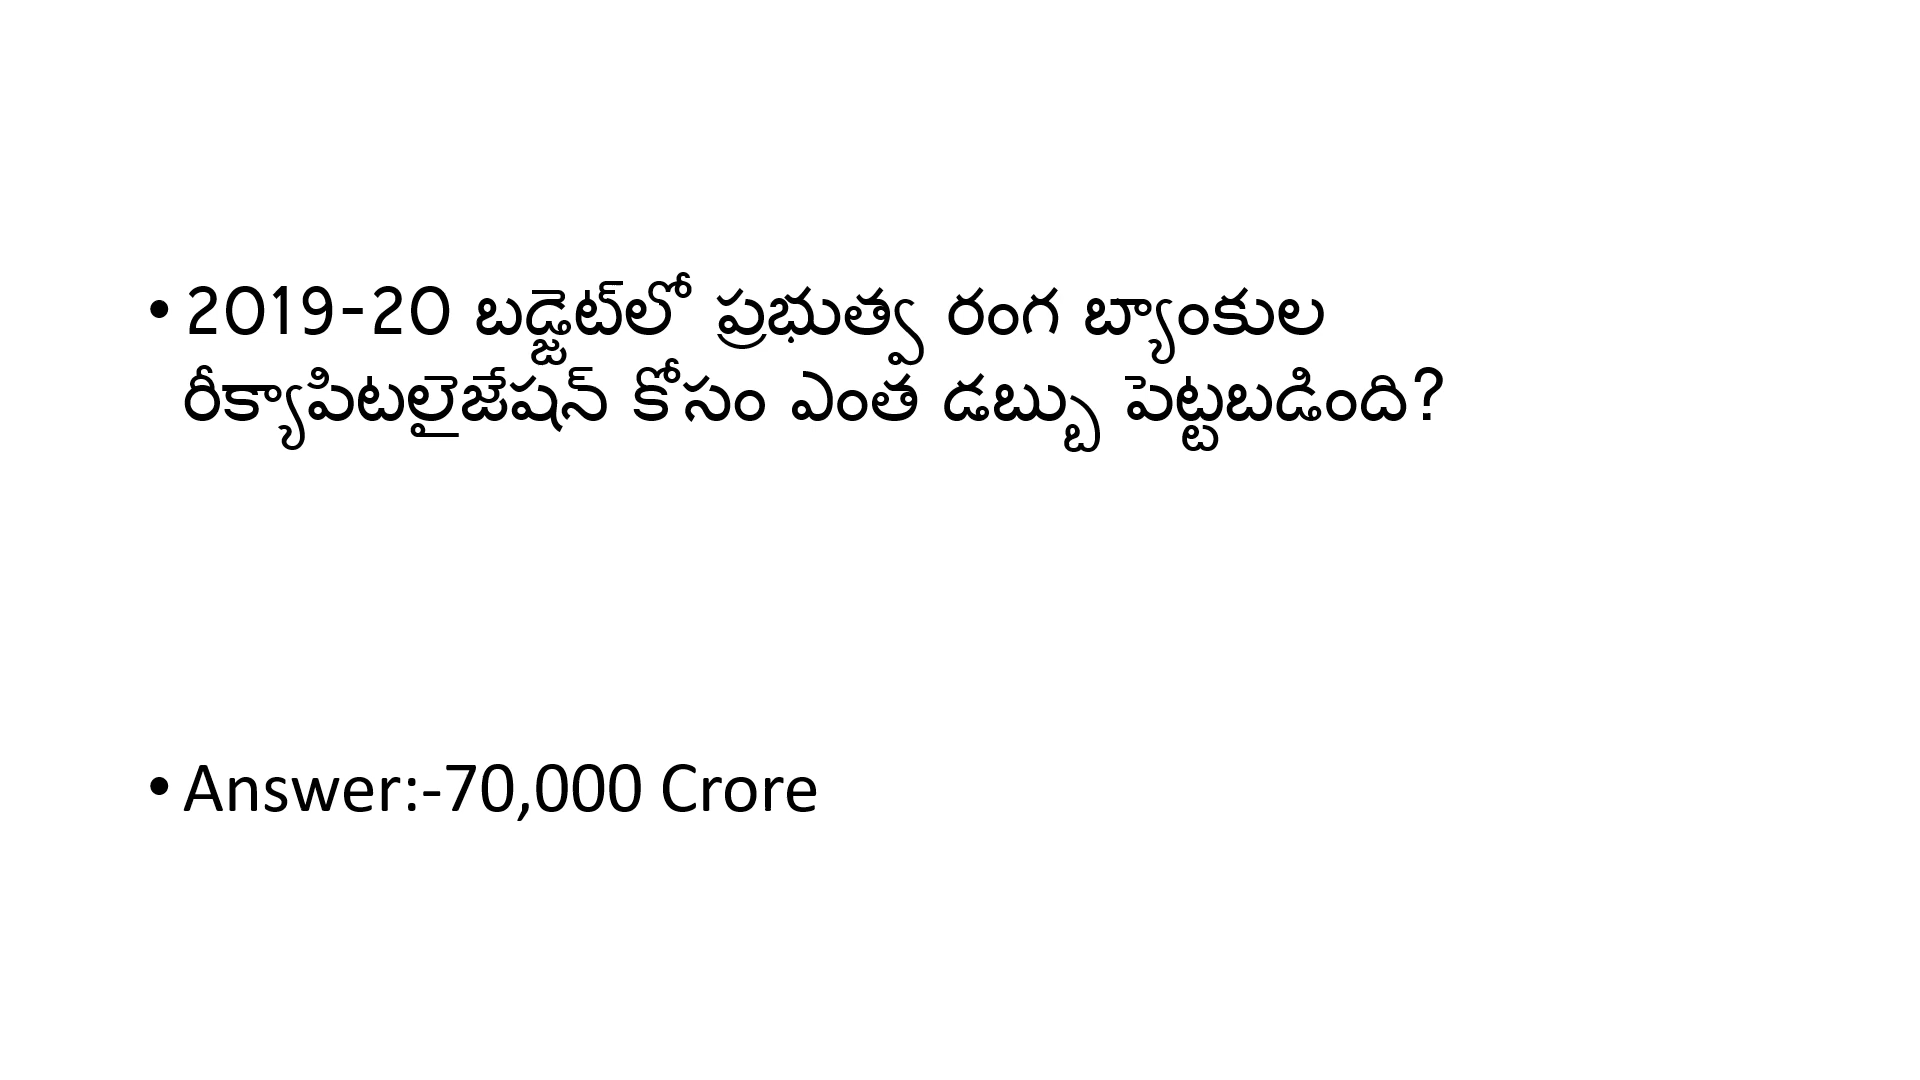 • 2019-20 బడ్జెట్‌లో ప్రభుత్వ రంగ బ్యాంకుల
రీక్యాపిటలైజేషన్ కోసం ఎంత డబ్బు పెట్టబడింది?
• Answer:-70,000 Crore